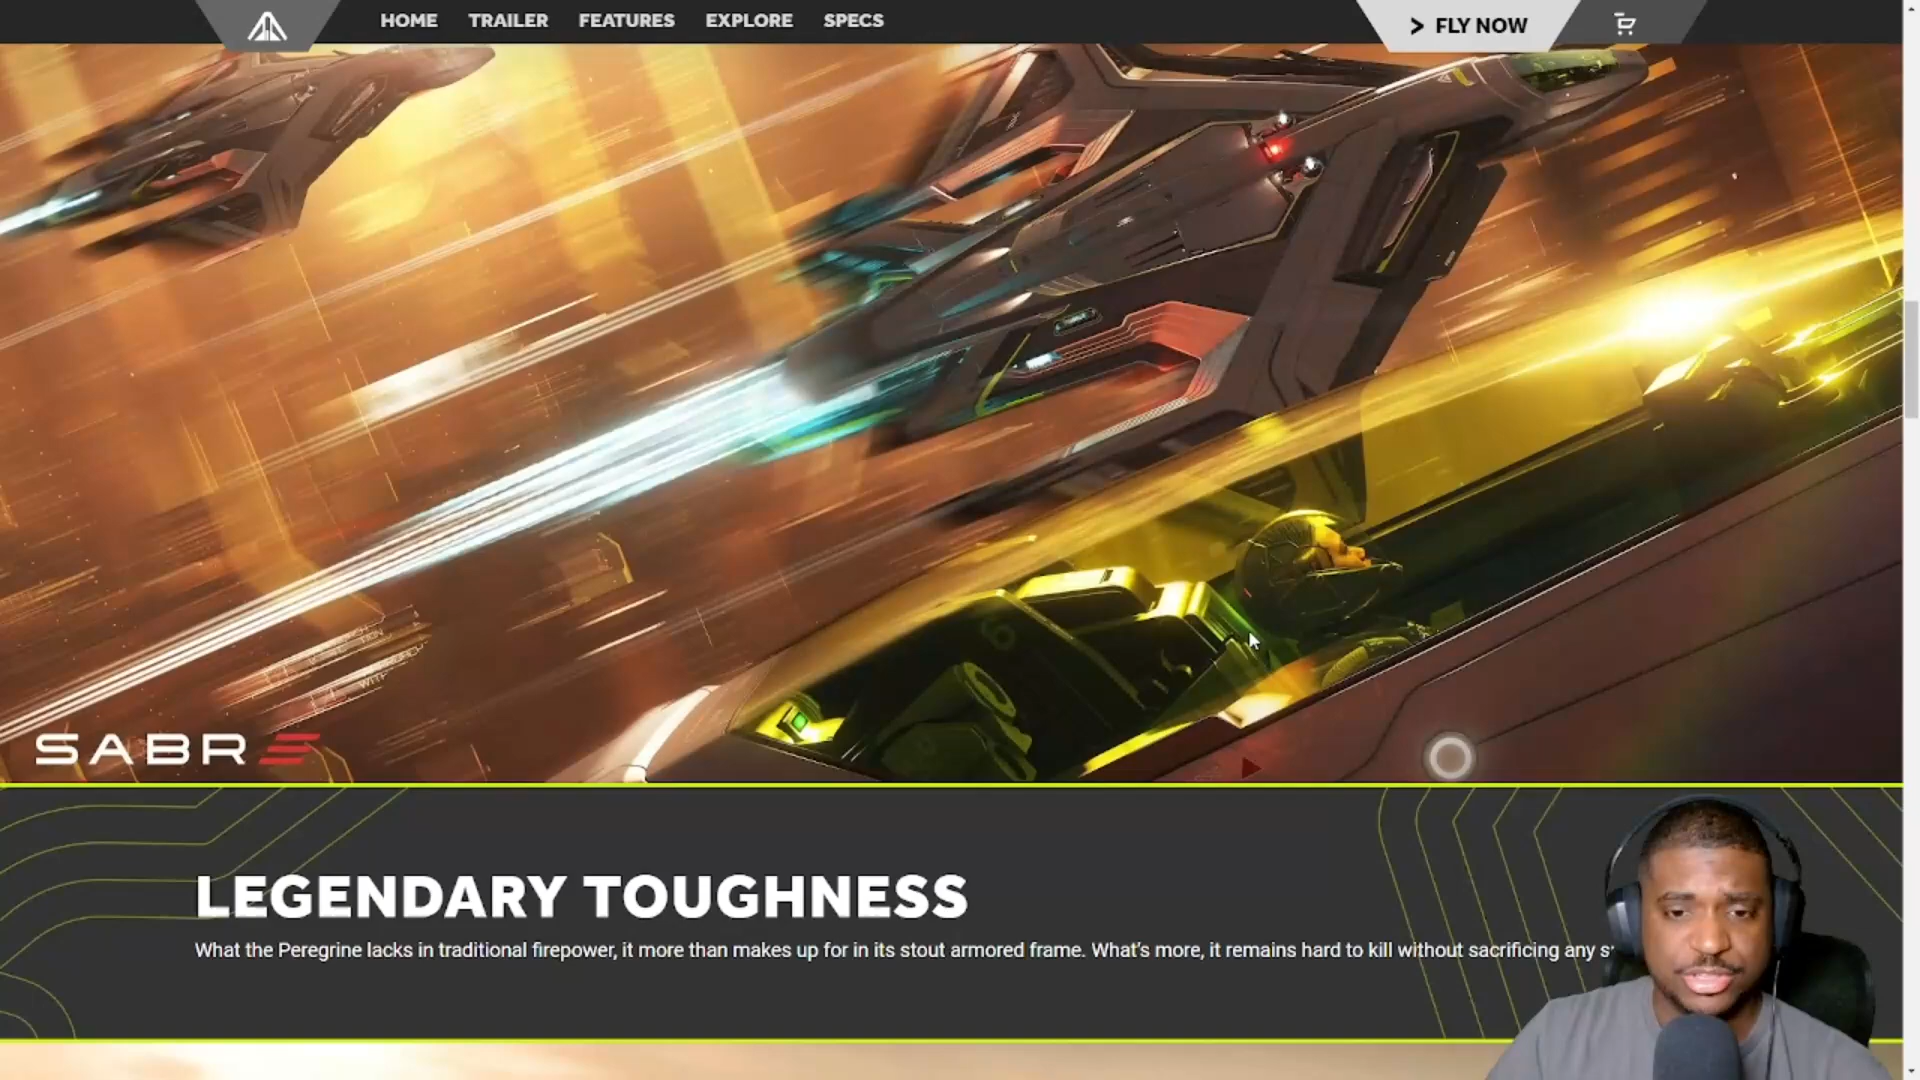 HOME TRAILER FEATURES EXPLORE SPECS
> FLY NOW
SABRE
LEGENDARY TOUGHNESS
What the Peregrine lacks in traditional firepower, it more than makes up for in its stout armored frame. What's more, it remains hard to kill without sacrificing any